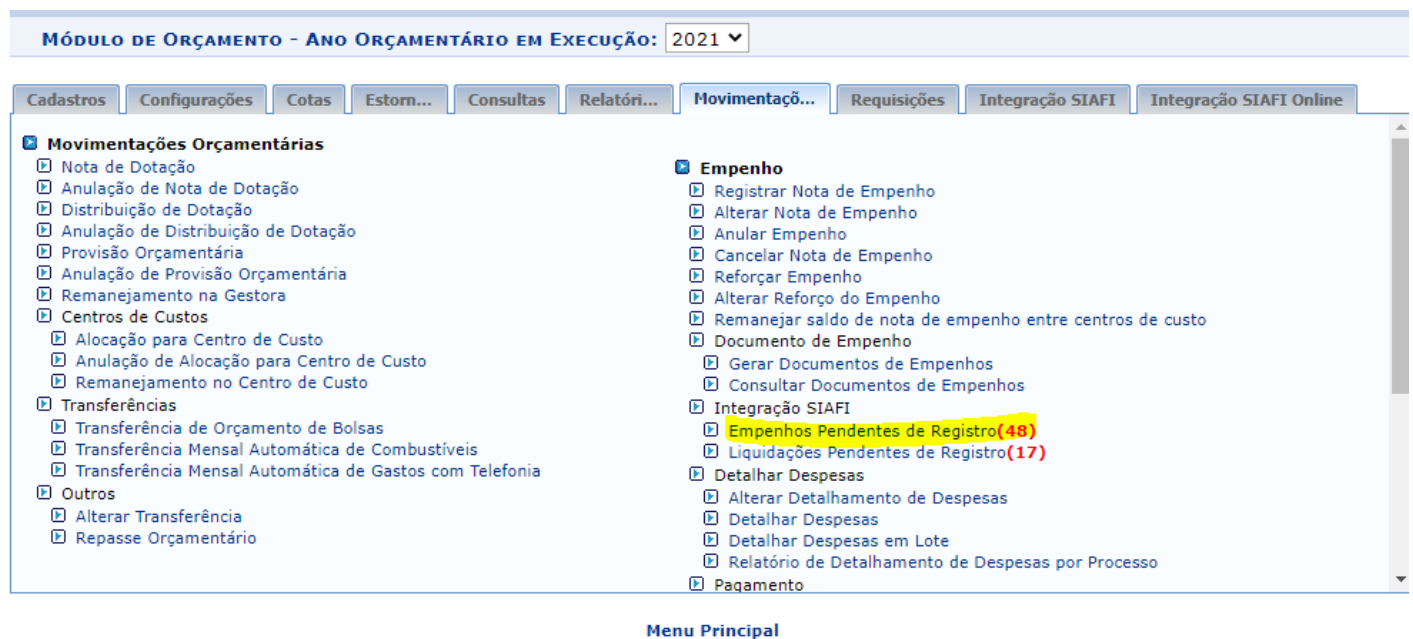 Módulo de Orçamento - Ano Orçamentário em Execução: 2021
Cadastros Configurações Cotas Estorn... Consultas Relatóri... Movimentaçõ... Requisições Integração SIAFI Integração SIAFI Online
Movimentações Orçamentárias
Nota de Dotação
Anulação de Nota de Dotação
Distribuição de Dotação
Anulação de Distribuição de Dotação
Provisão Orçamentária
Anulação de Provisão Orçamentária
Remanejamento na Gestora
Centros de Custos
Alocação para Centro de Custo
Anulação de Alocação para Centro de Custo
Remanejamento no Centro de Custo
Transferências
Transferência de Orçamento de Bolsas
Transferência Mensal Automática de Combustíveis
Transferência Mensal Automática de Gastos com Telefonia
Outros
Alterar Transferência
Repasse Orçamentário
Empenho
Registrar Nota de Empenho
Alterar Nota de Empenho
Anular Empenho
Cancelar Nota de Empenho
Reforçar Empenho
Alterar Reforço do Empenho
Remanejar saldo de nota de empenho entre centros de custo
Documento de Empenho
Gerar Documentos de Empenhos
Consultar Documentos de Empenhos
Integração SIAFI
Empenhos Pendentes de Registro(48)
Liquidações Pendentes de Registro(17)
Detalhar Despesas
Alterar Detalhamento de Despesas
Detalhar Despesas
Detalhar Despesas em Lote
Relatório de Detalhamento de Despesas por Processo
Pagamento
Menu Principal